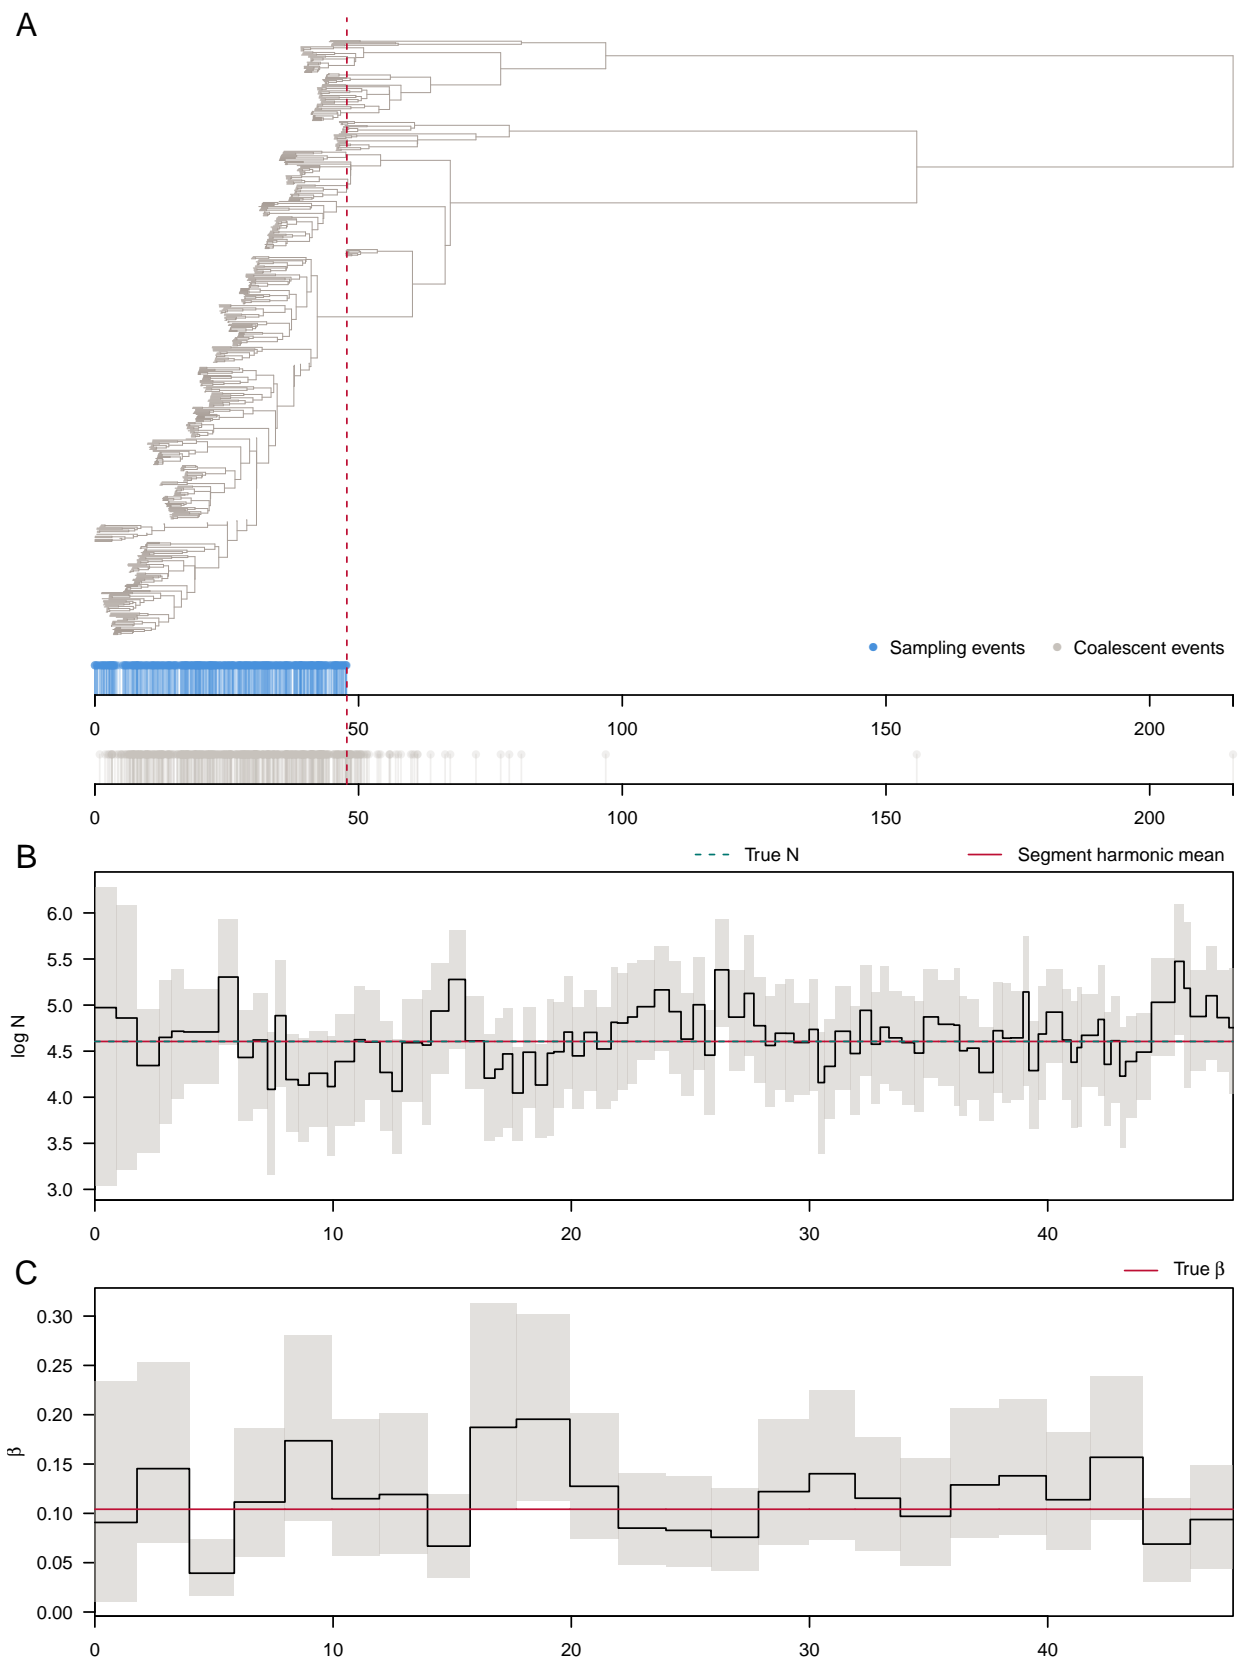 A
Sampling events Coalescent events
0 50 100 150 200
0 50 100 150 200
B
True N Segment harmonic mean
6.0
5.5
5.0
4.5
4.0
3.5
3.0
log N
0 10 20 30 40
C
True β
0.30
0.25
0.20
0.15
0.10
0.05
0.00
β
0 10 20 30 40